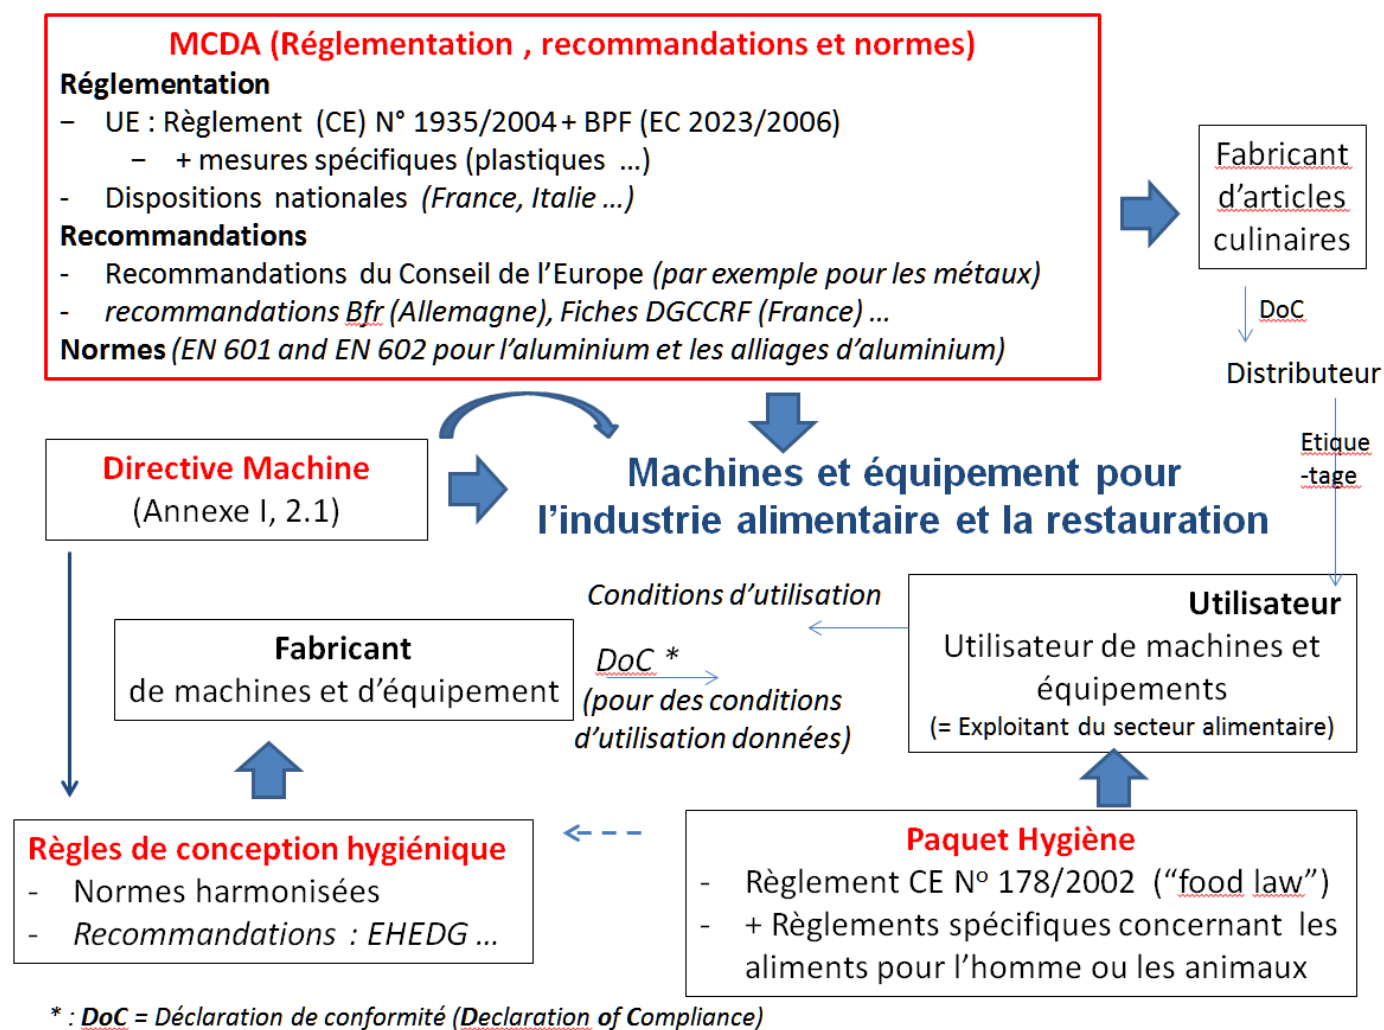 MCDA (Réglementation , recommandations et normes)
Réglementation
– UE : Règlement (CE) N° 1935/2004 + BPF (EC 2023/2006)
– + mesures spécifiques (plastiques ...)
- Dispositions nationales (France, Italie ...)
Recommandations
- Recommandations du Conseil de l’Europe (par exemple pour les métaux)
- recommandations Bfr (Allemagne), Fiches DGCCRF (France) ...
Normes (EN 601 and EN 602 pour l’aluminium et les alliages d’aluminium)
Fabricant
d’articles
culinaires
DoC
Distributeur
Etique
-tage
Directive Machine
(Annexe I, 2.1)
Machines et équipement pour
l’industrie alimentaire et la restauration
Conditions d’utilisation
Fabricant
de machines et d’équipement
DoC *
(pour des conditions
d’utilisation données)
Utilisateur
Utilisateur de machines et
équipements
(= Exploitant du secteur alimentaire)
Règles de conception hygiénique
- Normes harmonisées
- Recommandations : EHEDG ...
Paquet Hygiène
- Règlement CE Nº 178/2002 (“food law”)
- + Règlements spécifiques concernant les
aliments pour l’homme ou les animaux
* : DoC = Déclaration de conformité (Declaration of Compliance)